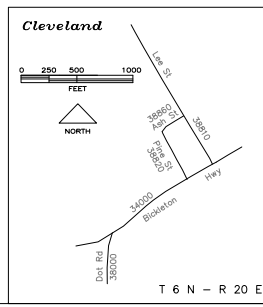 Cleveland
0 250 500 1000
FEET
NORTH
Lee St
38860
Ash St
38810
Pine St
38820
34000
Bickleton
Hwy
Dot Rd
38000
T 6 N - R 20 E